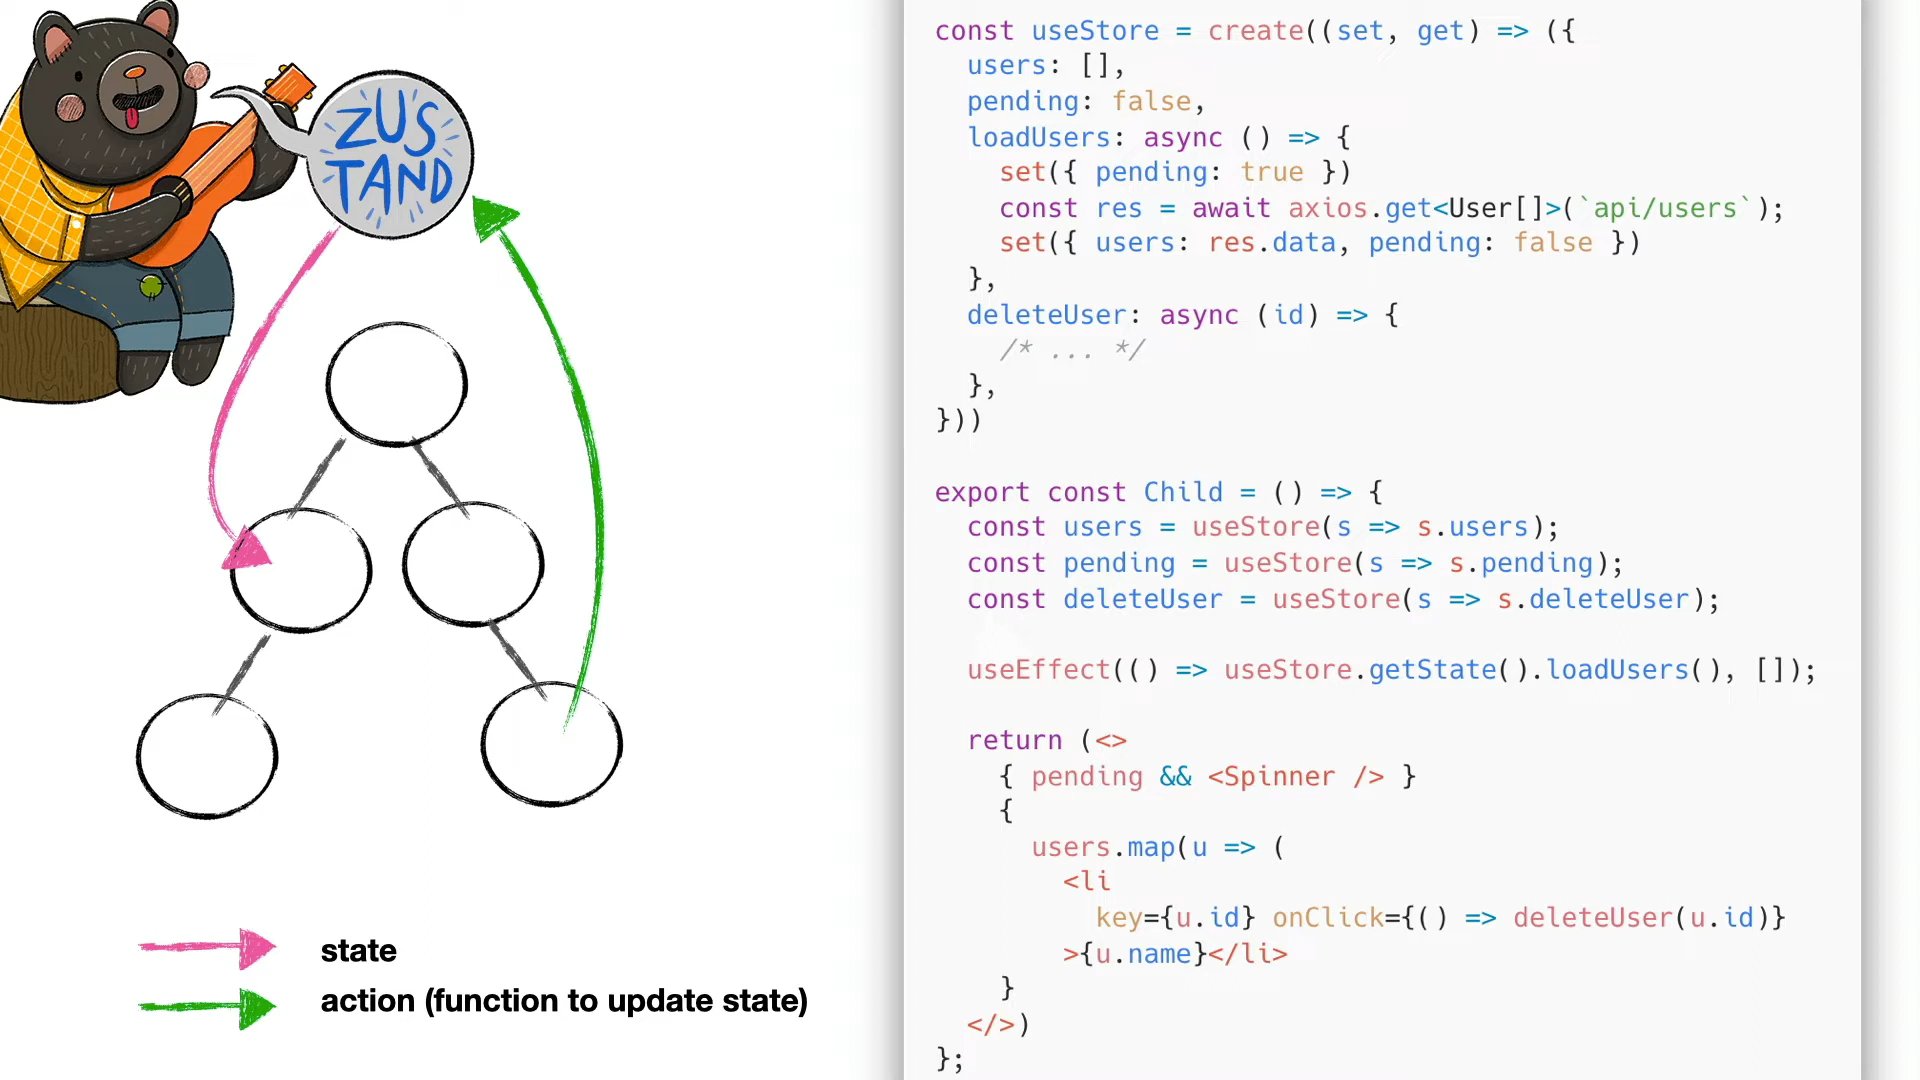 ZUS
TAND
state
action (function to update state)
const useStore = create((set, get) => ({
  users: [],
  pending: false,
  loadUsers: async () => {
    set({ pending: true })
    const res = await axios.get<User[]>(`api/users`);
    set({ users: res.data, pending: false })
  },
  deleteUser: async (id) => {
    /* ... */
  },
}))
export const Child = () => {
  const users = useStore(s => s.users);
  const pending = useStore(s => s.pending);
  const deleteUser = useStore(s => s.deleteUser);
  useEffect(() => useStore.getState().loadUsers(), []);
  return (<>
    { pending && <Spinner /> }
    {
      users.map(u => (
        <li
          key={u.id} onClick={() => deleteUser(u.id)}
        >{u.name}</li>
    }
  </>)
};